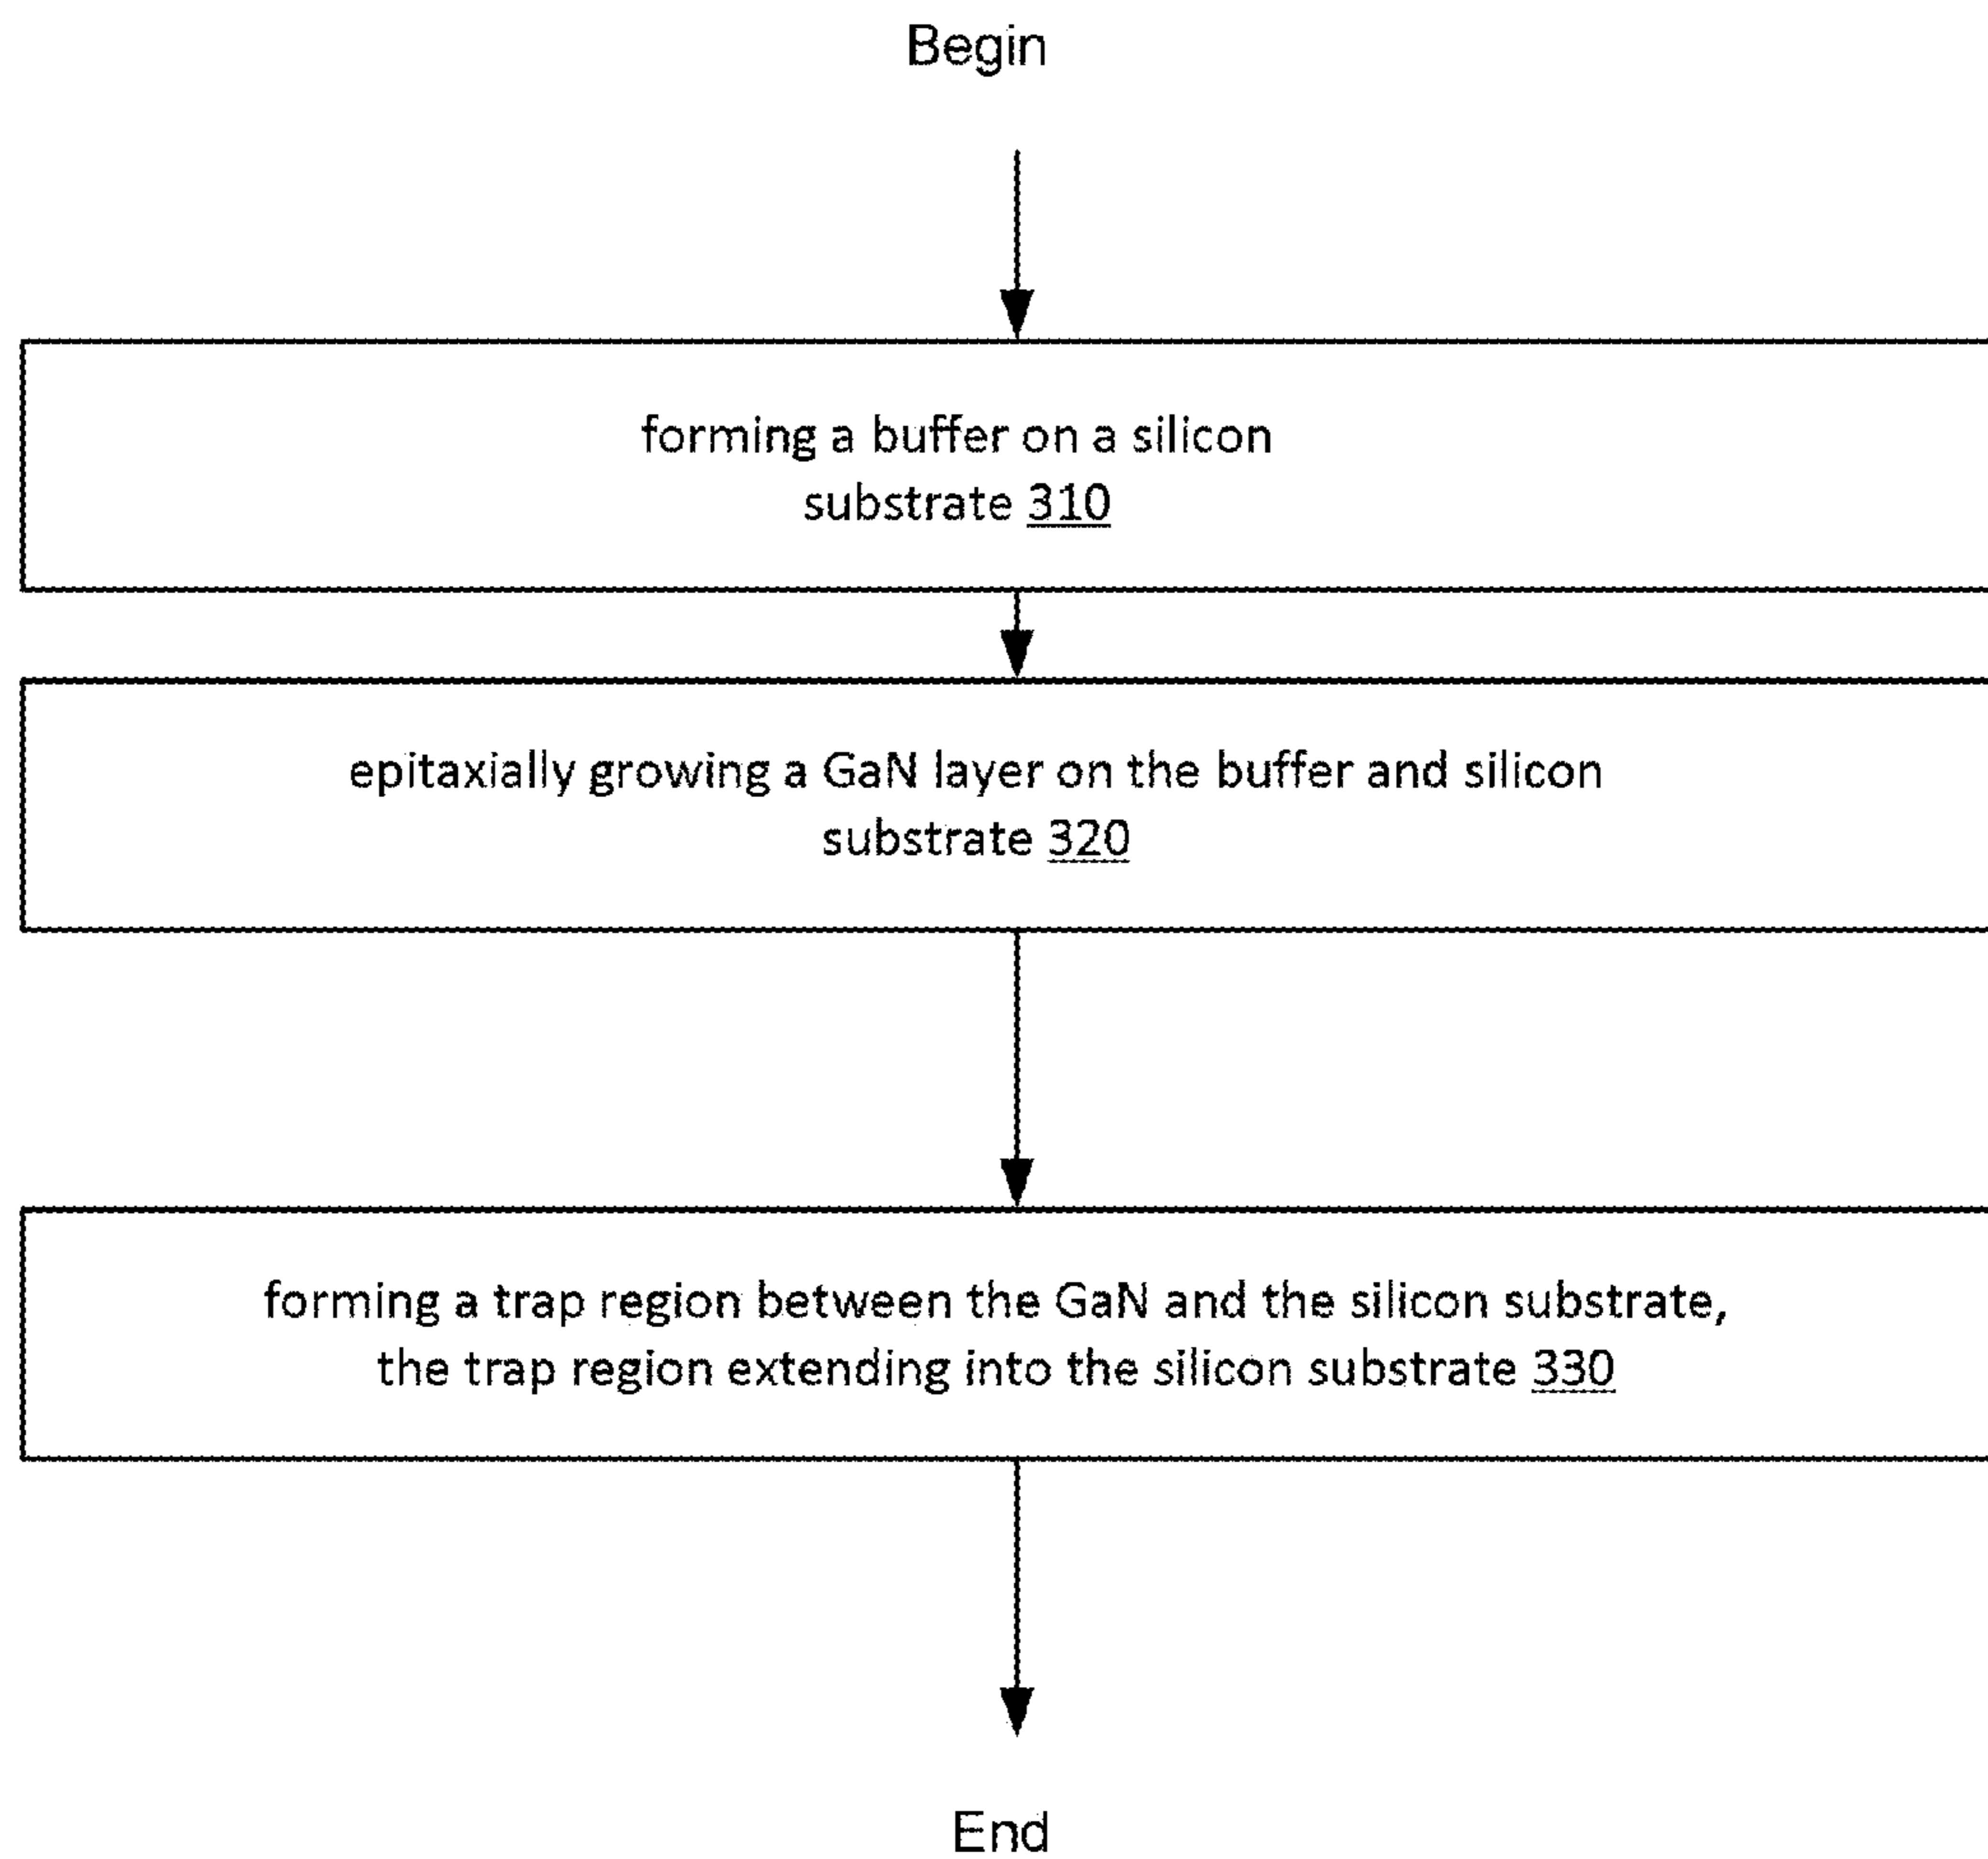 Begin
forming a buffer on a silicon
substrate 310
epitaxially growing a GaN layer on the buffer and silicon
substrate 320
forming a trap region between the GaN and the silicon substrate,
the trap region extending into the silicon substrate 330
End